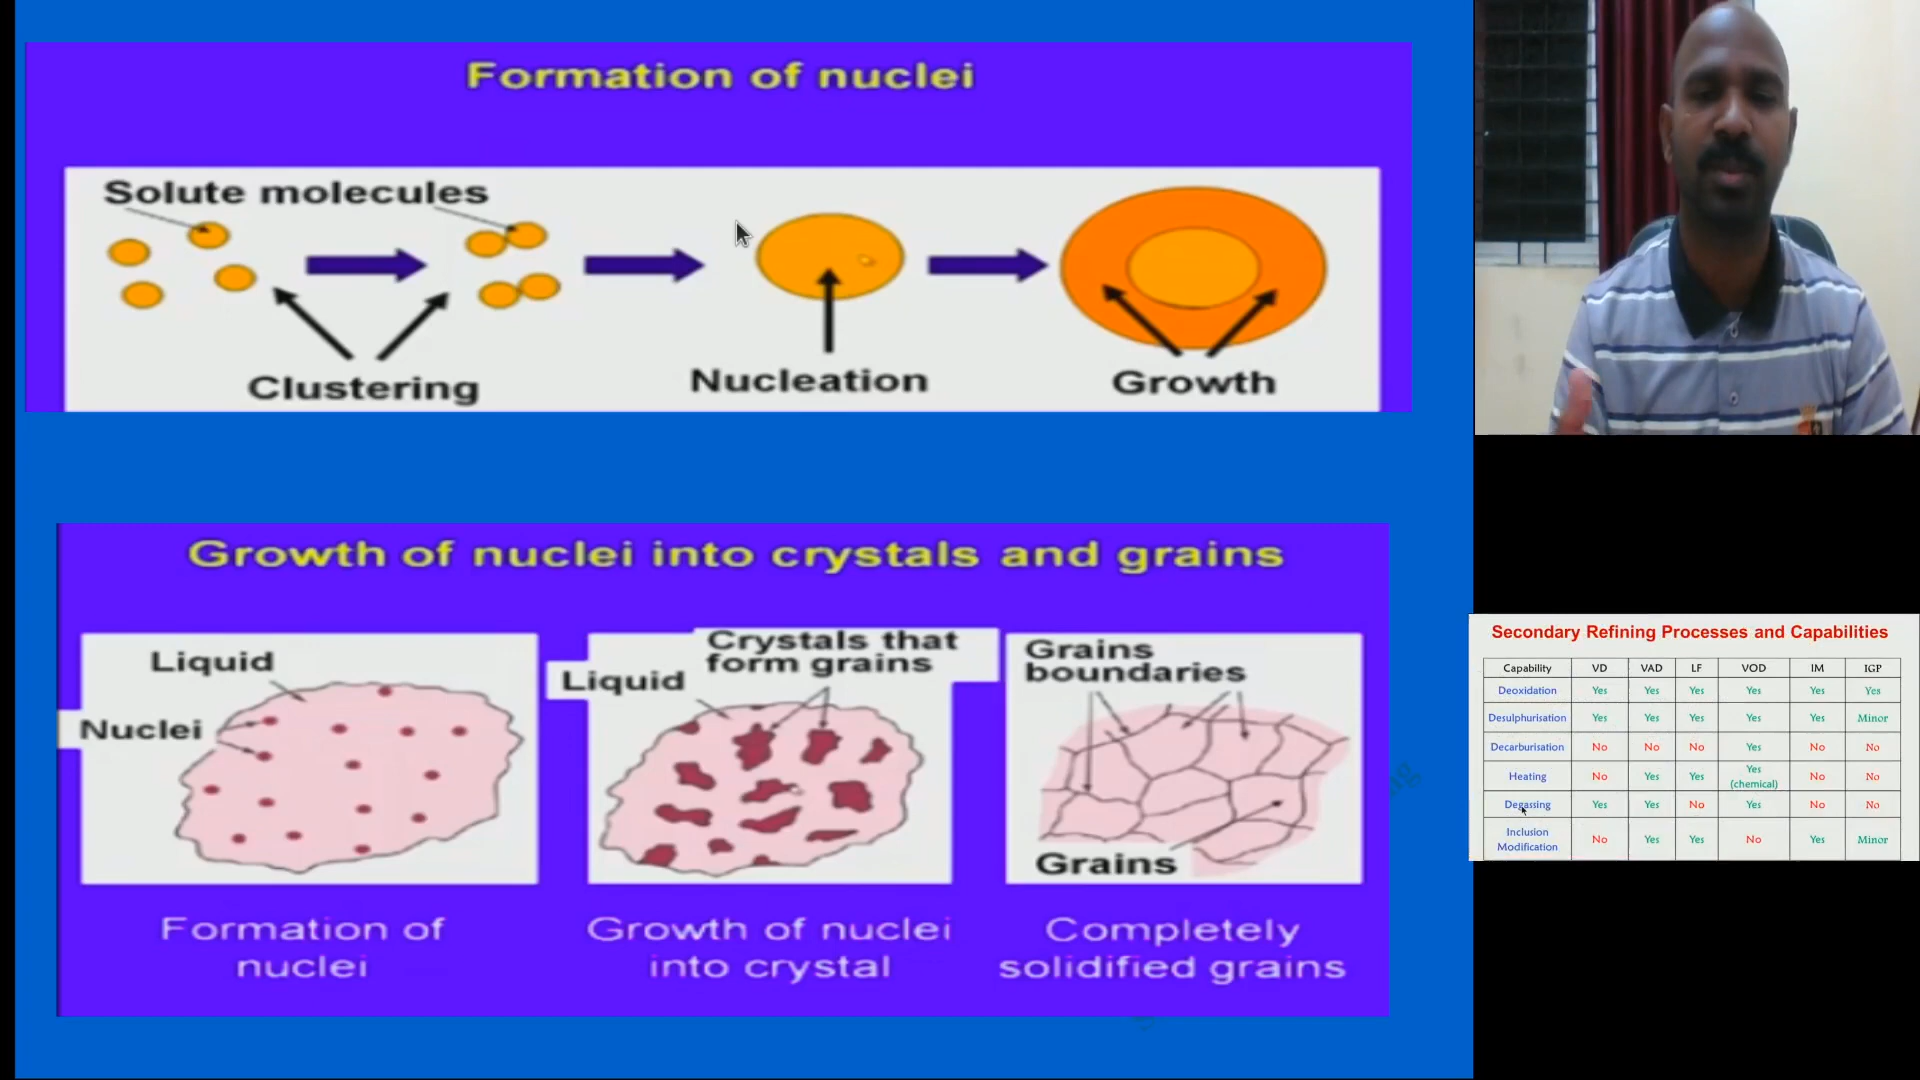 Formation of nuclei
Solute molecules
Clustering
Nucleation
Growth
Growth of nuclei into crystals and grains
Liquid
Nuclei
Crystals that
form grains
Liquid
Grains
boundaries
Grains
Formation of
nuclei
Growth of nuclei
into crystal
Completely
solidified grains
Secondary Refining Processes and Capabilities
Capability VD VAD LF VOD IM IGP
Deoxidation Yes Yes Yes Yes Yes Yes
Desulphurisation Yes Yes Yes Yes Yes Minor
Decarburisation No No No Yes No No
Heating No Yes Yes Yes (chemical) No No
Degassing Yes Yes No Yes No No
Inclusion Modification No Yes Yes No Yes Minor